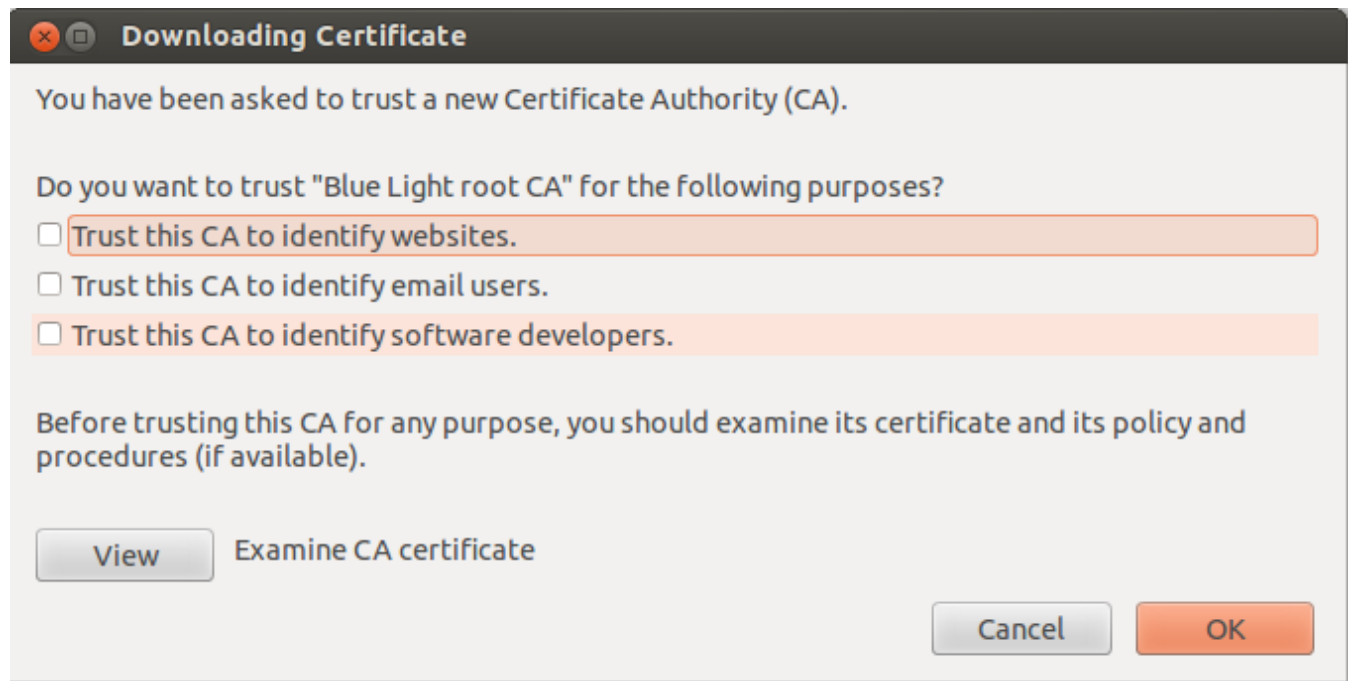 Downloading Certificate
You have been asked to trust a new Certificate Authority (CA).
Do you want to trust "Blue Light root CA" for the following purposes?
Trust this CA to identify websites.
Trust this CA to identify email users.
Trust this CA to identify software developers.
Before trusting this CA for any purpose, you should examine its certificate and its policy and
procedures (if available).
View Examine CA certificate
Cancel OK